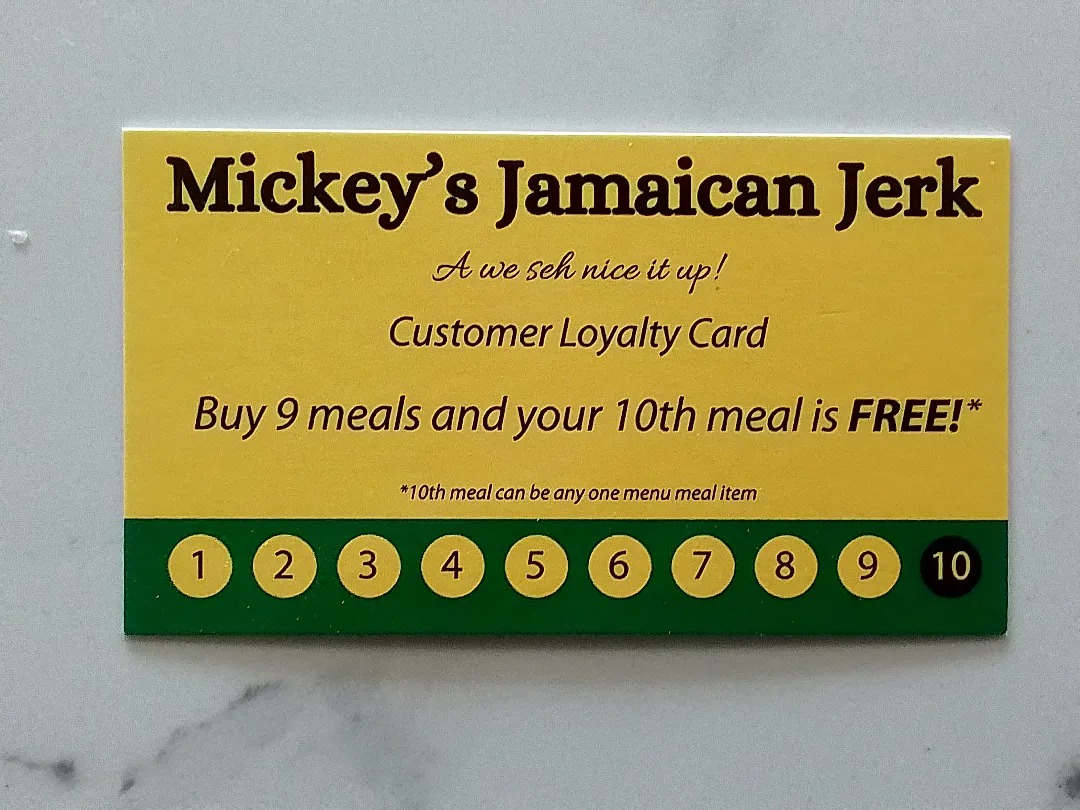 Mickey’s Jamaican Jerk
A we seh nice it up!
Customer Loyalty Card
Buy 9 meals and your 10th meal is FREE!*
*10th meal can be any one menu meal item
1 2 3 4 5 6 7 8 9 10